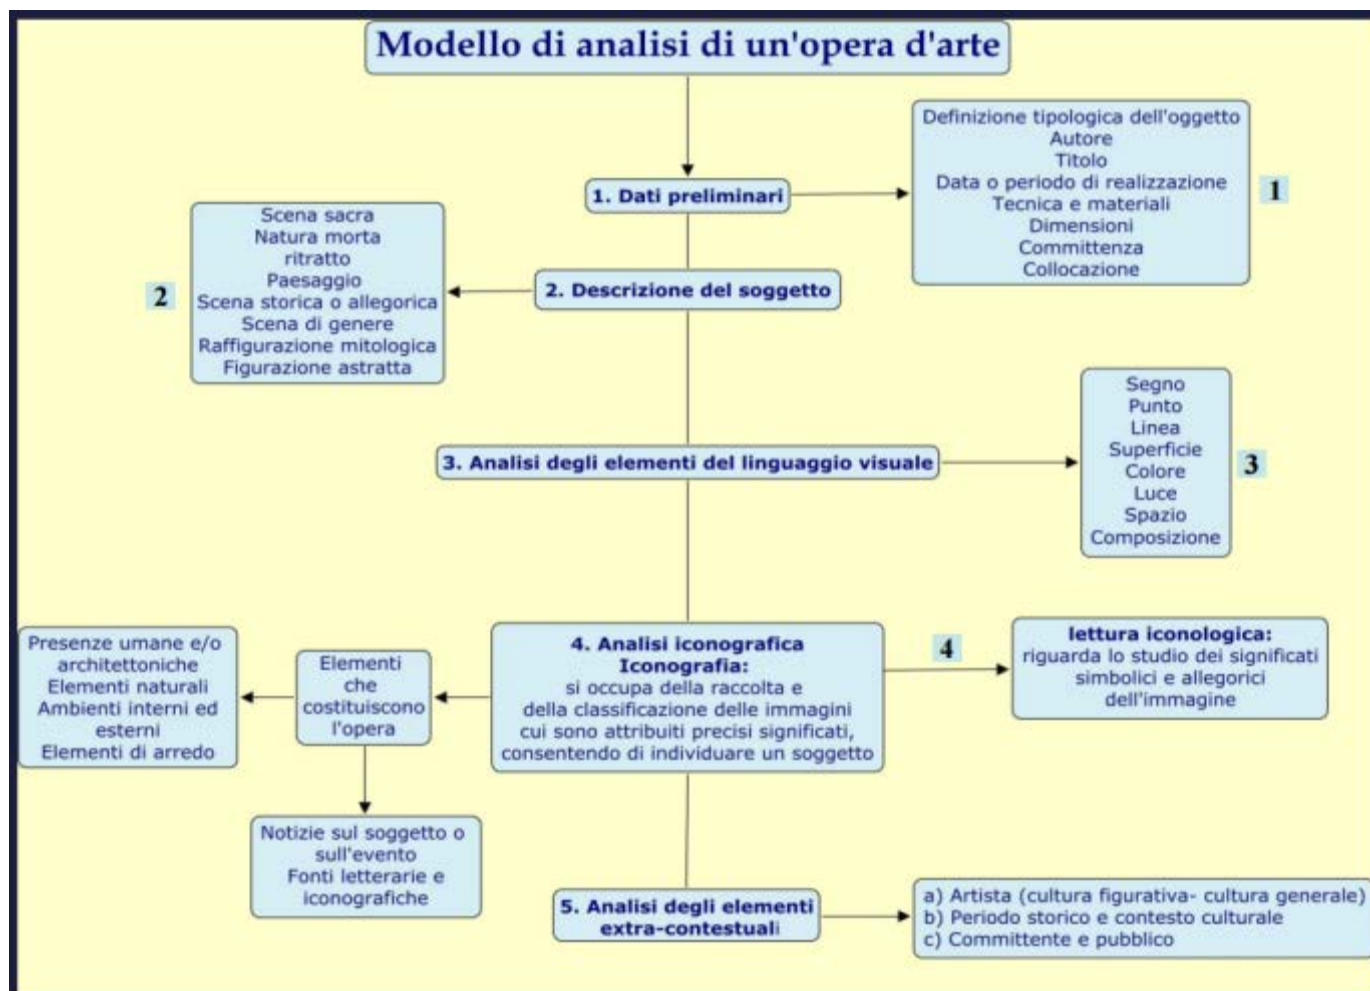 Modello di analisi di un'opera d'arte
Definizione tipologica dell'oggetto
Autore
Titolo
Data o periodo di realizzazione
Tecnica e materiali
Dimensioni
Committenza
Collocazione
1
1. Dati preliminari
Scena sacra
Natura morta
ritratto
Paesaggio
Scena storica o allegorica
Scena di genere
Raffigurazione mitologica
Figurazione astratta
2
2. Descrizione del soggetto
Segno
Punto
Linea
Superficie
Colore
Luce
Spazio
Composizione
3
3. Analisi degli elementi del linguaggio visuale
Presenze umane e/o
architettoniche
Elementi naturali
Ambienti interni ed
esterni
Elementi di arredo
Elementi
che
costituiscono
l'opera
4. Analisi iconografica
Iconografia:
si occupa della raccolta e
della classificazione delle immagini
cui sono attribuiti precisi significati,
consentendo di individuare un soggetto
4
lettura iconologica:
riguarda lo studio dei significati
simbolici e allegorici
dell'immagine
Notizie sul soggetto o
sull'evento
Fonti letterarie e
iconografiche
5. Analisi degli elementi
extra-contestuali
a) Artista (cultura figurativa- cultura generale)
b) Periodo storico e contesto culturale
c) Committente e pubblico